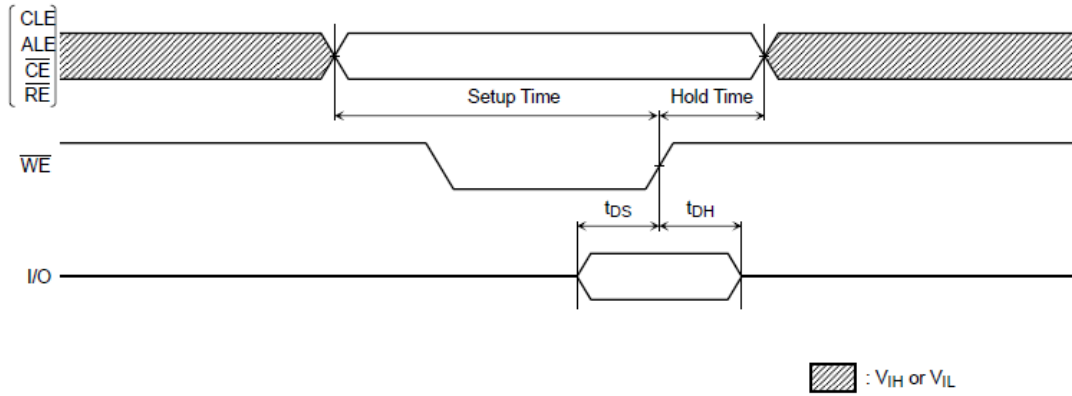 CLE
ALE
CE
RE
Setup Time
Hold Time
WE
tDS
tDH
I/O
: VIH or VIL